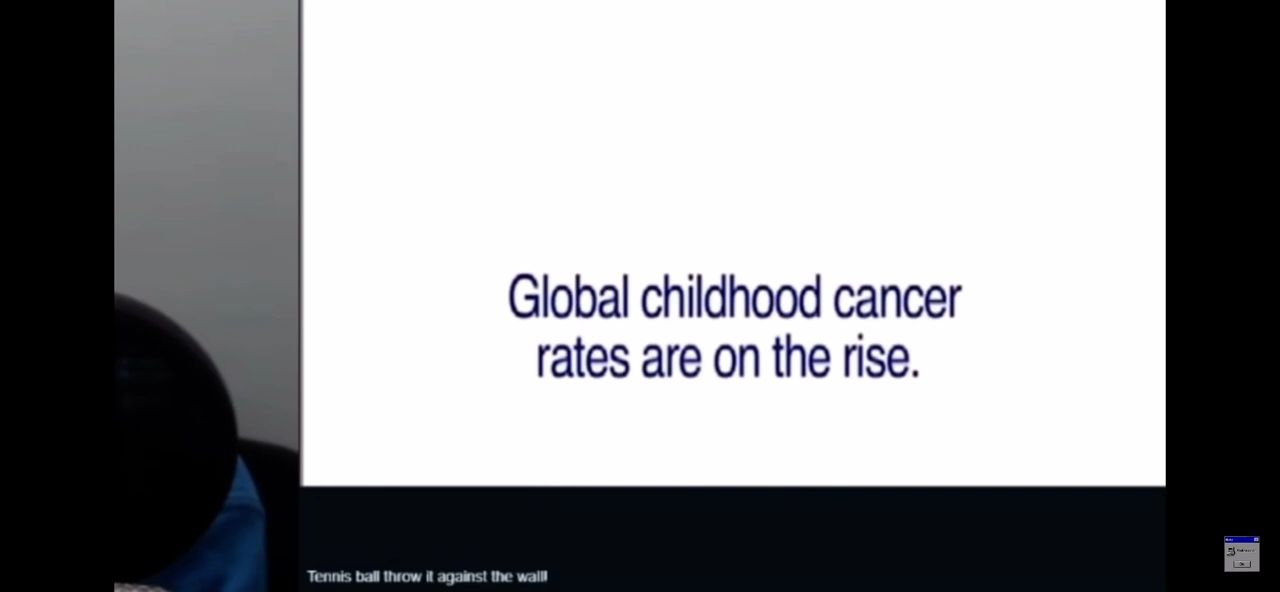 Global childhood cancer
rates are on the rise.
Tennis ball throw it against the wall!